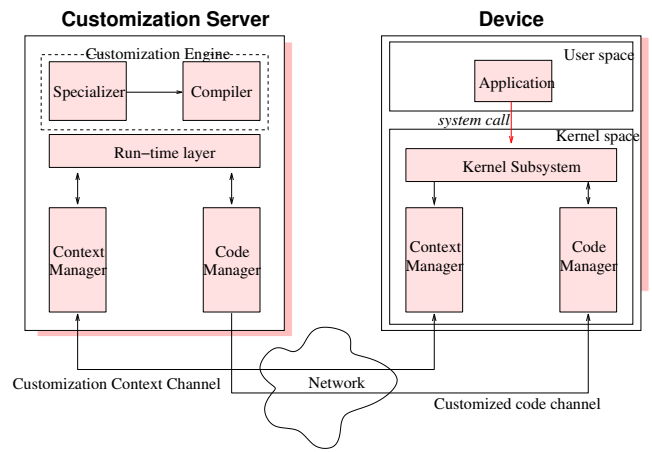 Customization Server
Device
Customization Engine
Specializer
Compiler
Run-time layer
Context
Manager
Code
Manager
User space
Application
system call
Kernel space
Kernel Subsystem
Context
Manager
Code
Manager
Customization Context Channel
Network
Customized code channel